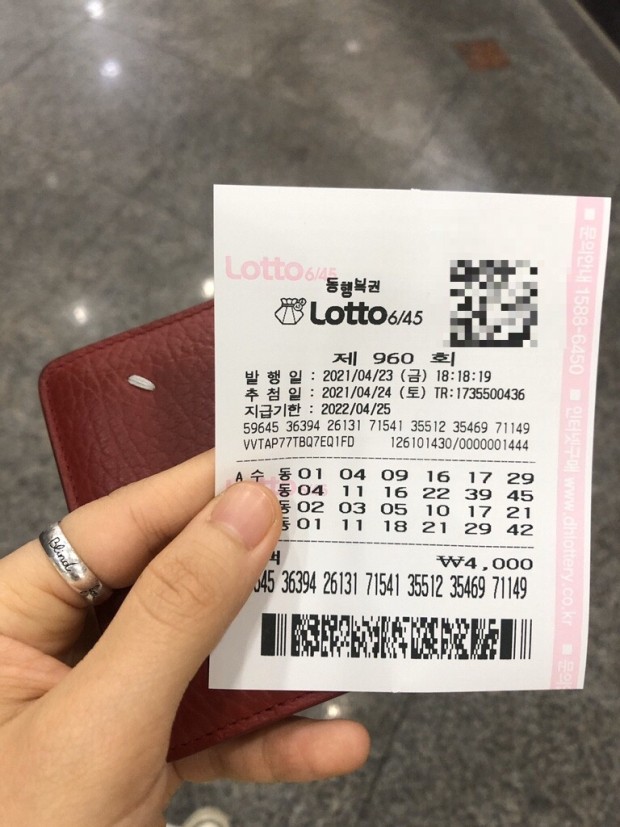 Lotto 6/45
동행복권
Lotto 6/45
제 960 회
발 행 일 : 2021/04/23 (금) 18:18:19
추 첨 일 : 2021/04/24 (토) TR:1735500436
지급기한 : 2022/04/25
59645 36394 26131 71541 35512 35469 71149
VVTAP77TBQ7EQ1FD 126101430/0000001444
A 수 동 01 04 09 16 17 29
동 04 11 16 22 39 45
동 02 03 05 10 17 21
동 01 11 18 21 29 42
₩4,000
645 36394 26131 71541 35512 35469 71149
문의안내 1588-6450 인터넷구매 www.dhlottery.co.kr
Blind